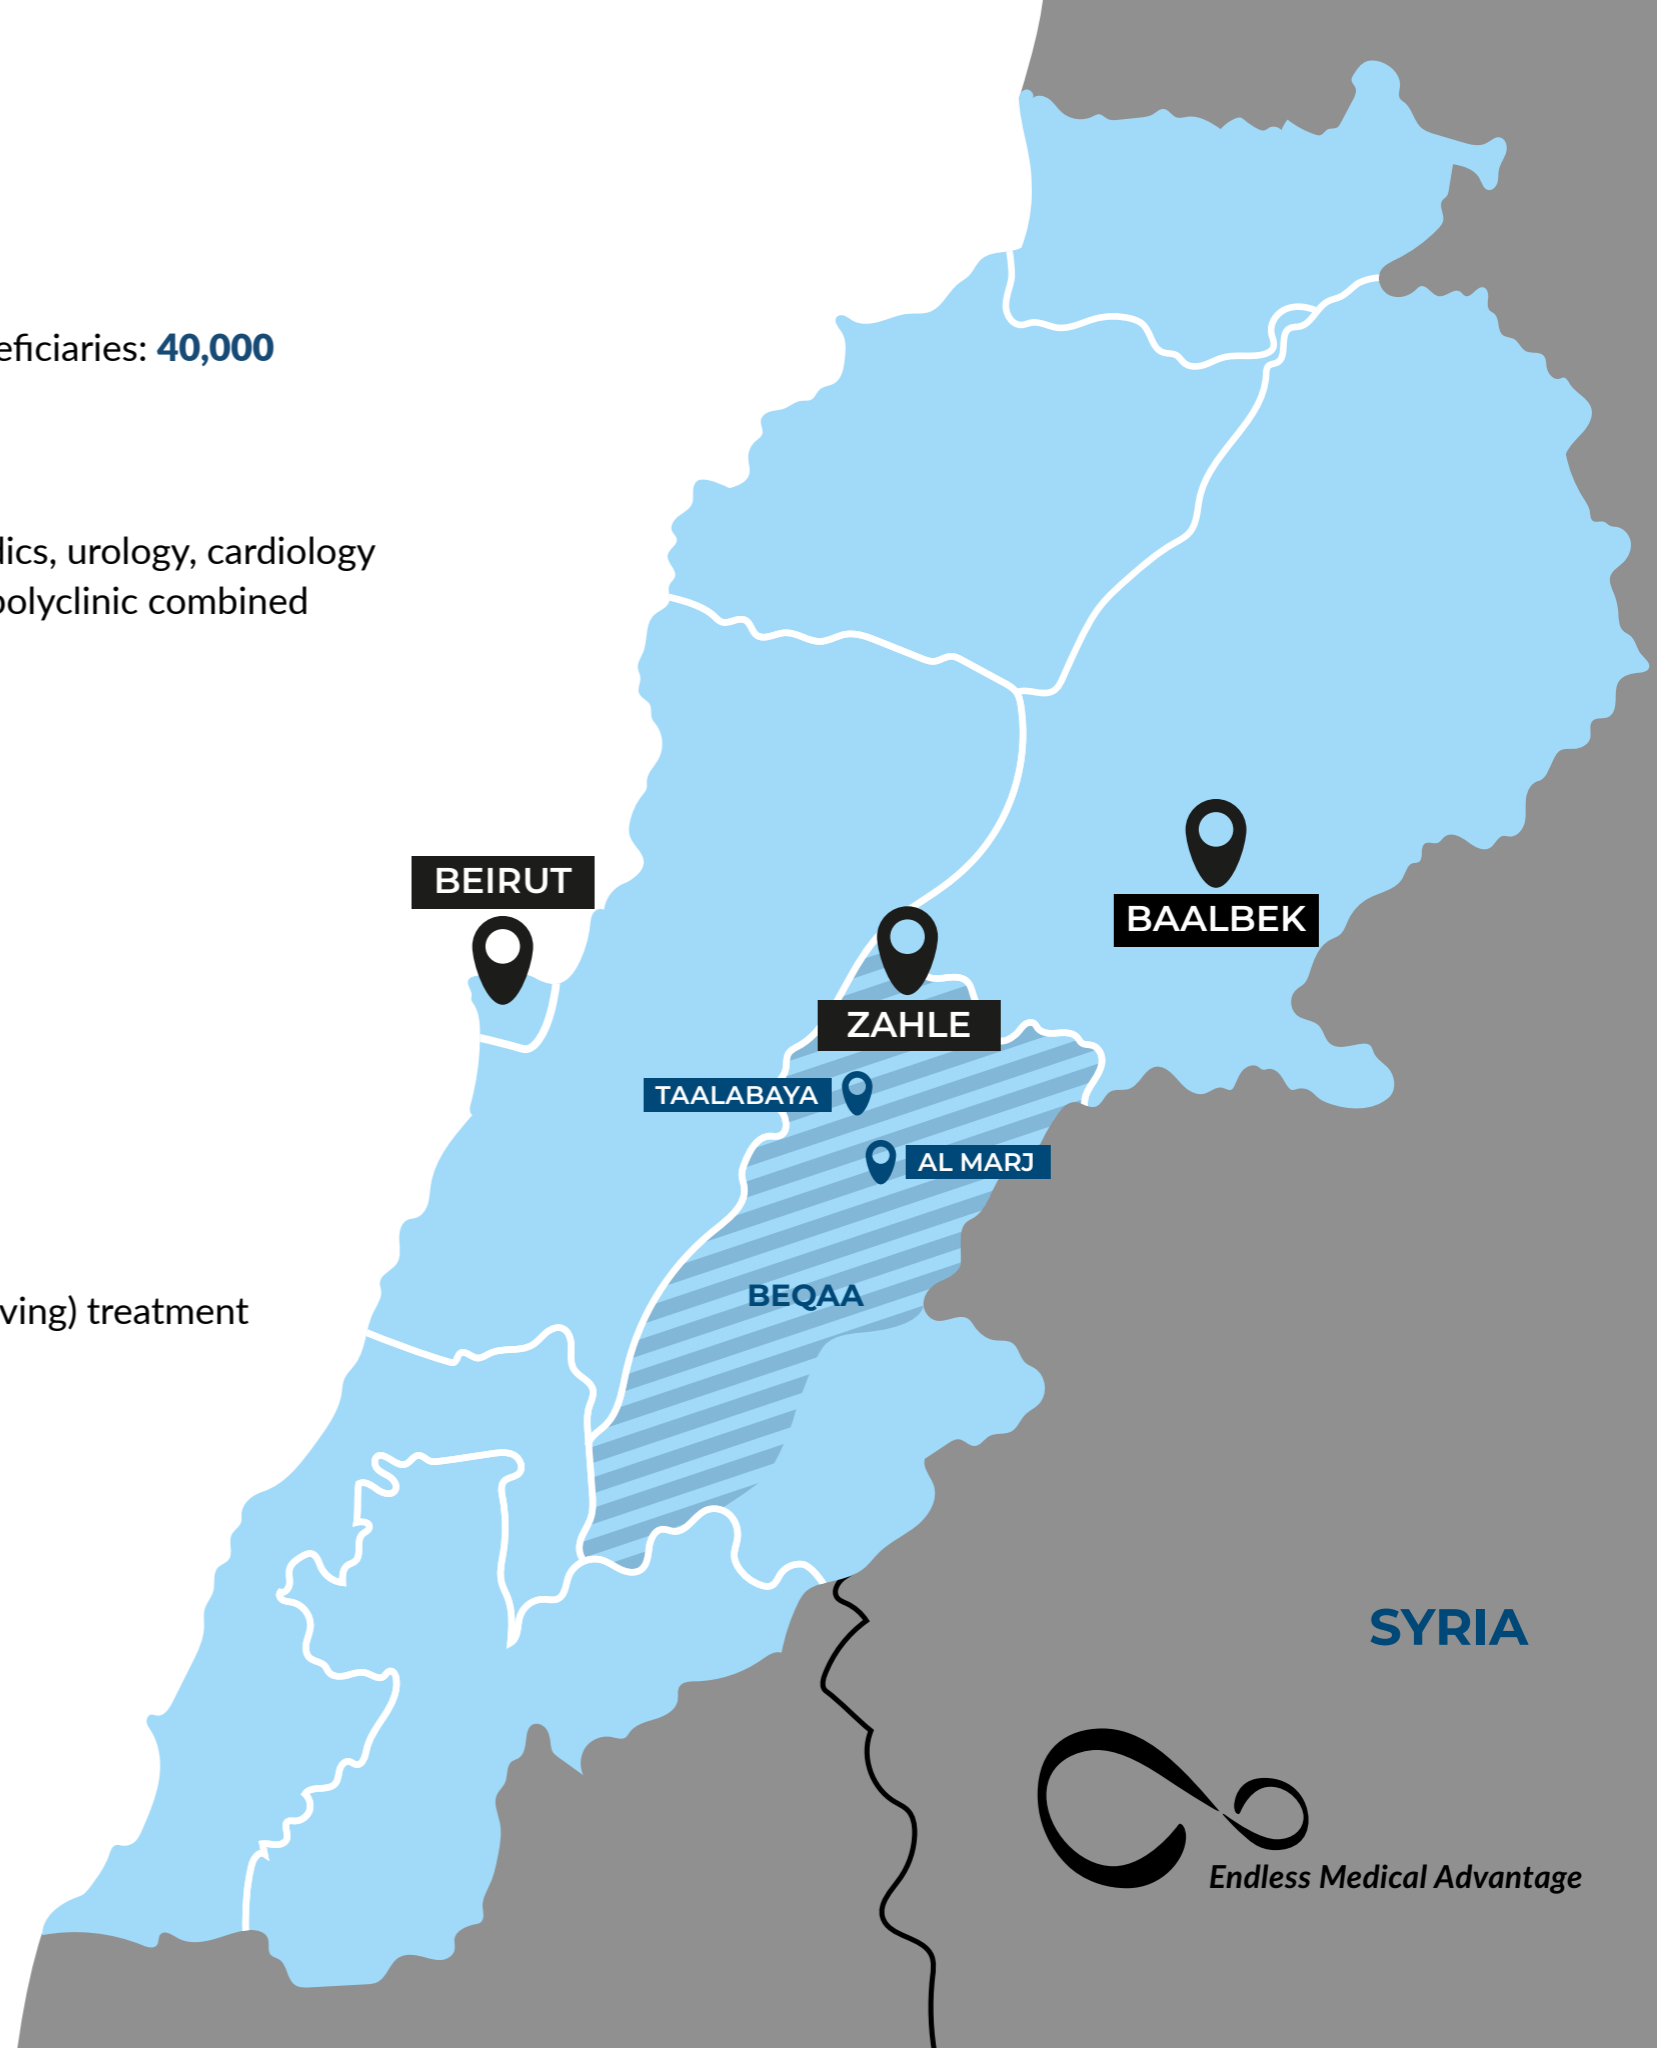 eficiaries: 40,000
dics, urology, cardiology
polyclinic combined
BEIRUT
BAALBEK
ZAHLE
TAALABAYA
AL MARJ
BEQAA
ving) treatment
SYRIA
Endless Medical Advantage